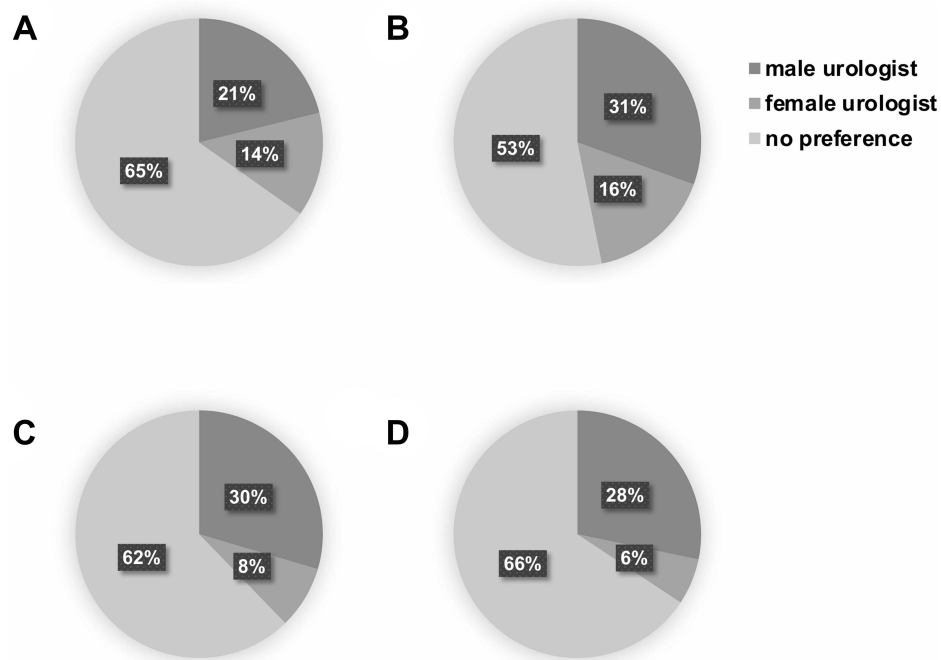 A
21%
14%
65%
B
31%
16%
53%
male urologist
female urologist
no preference
C
30%
8%
62%
D
28%
6%
66%